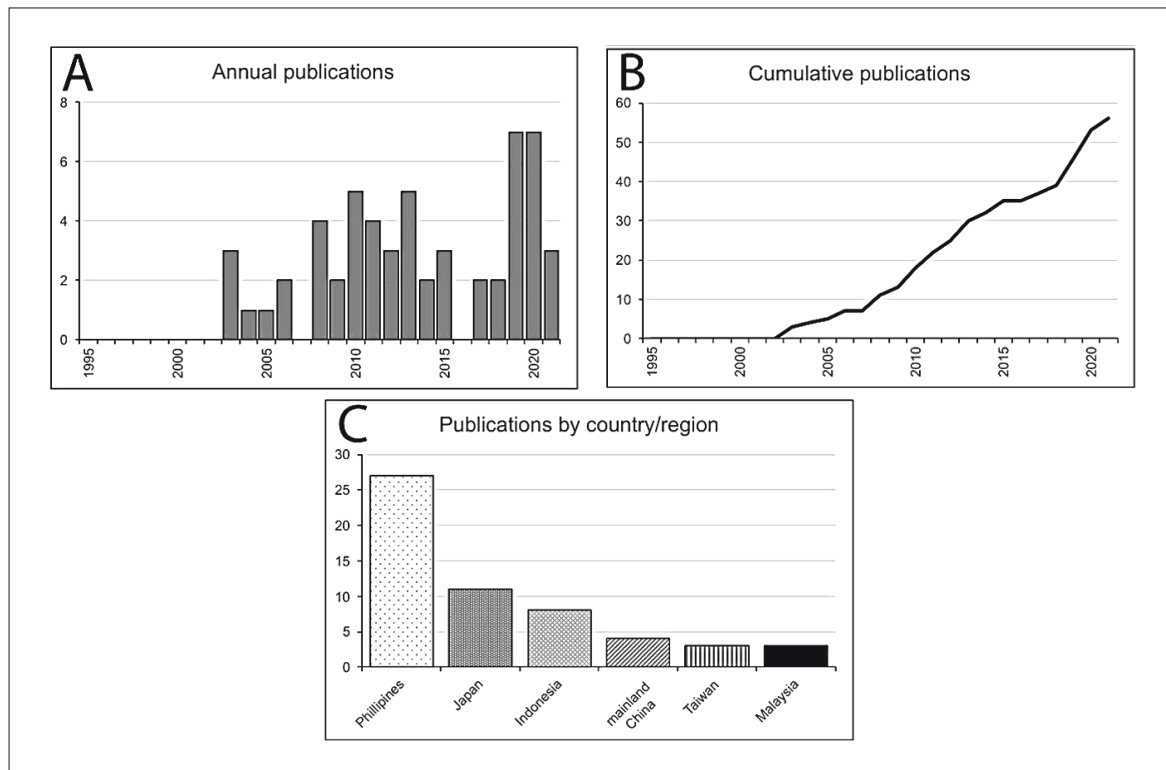 A
Annual publications
8
6
4
2
0
1995
2000
2005
2010
2015
2020
B
Cumulative publications
60
50
40
30
20
10
0
1995
2000
2005
2010
2015
2020
C
Publications by country/region
30
25
20
15
10
5
0
Phillipines
Japan
Indonesia
mainland
China
Taiwan
Malaysia